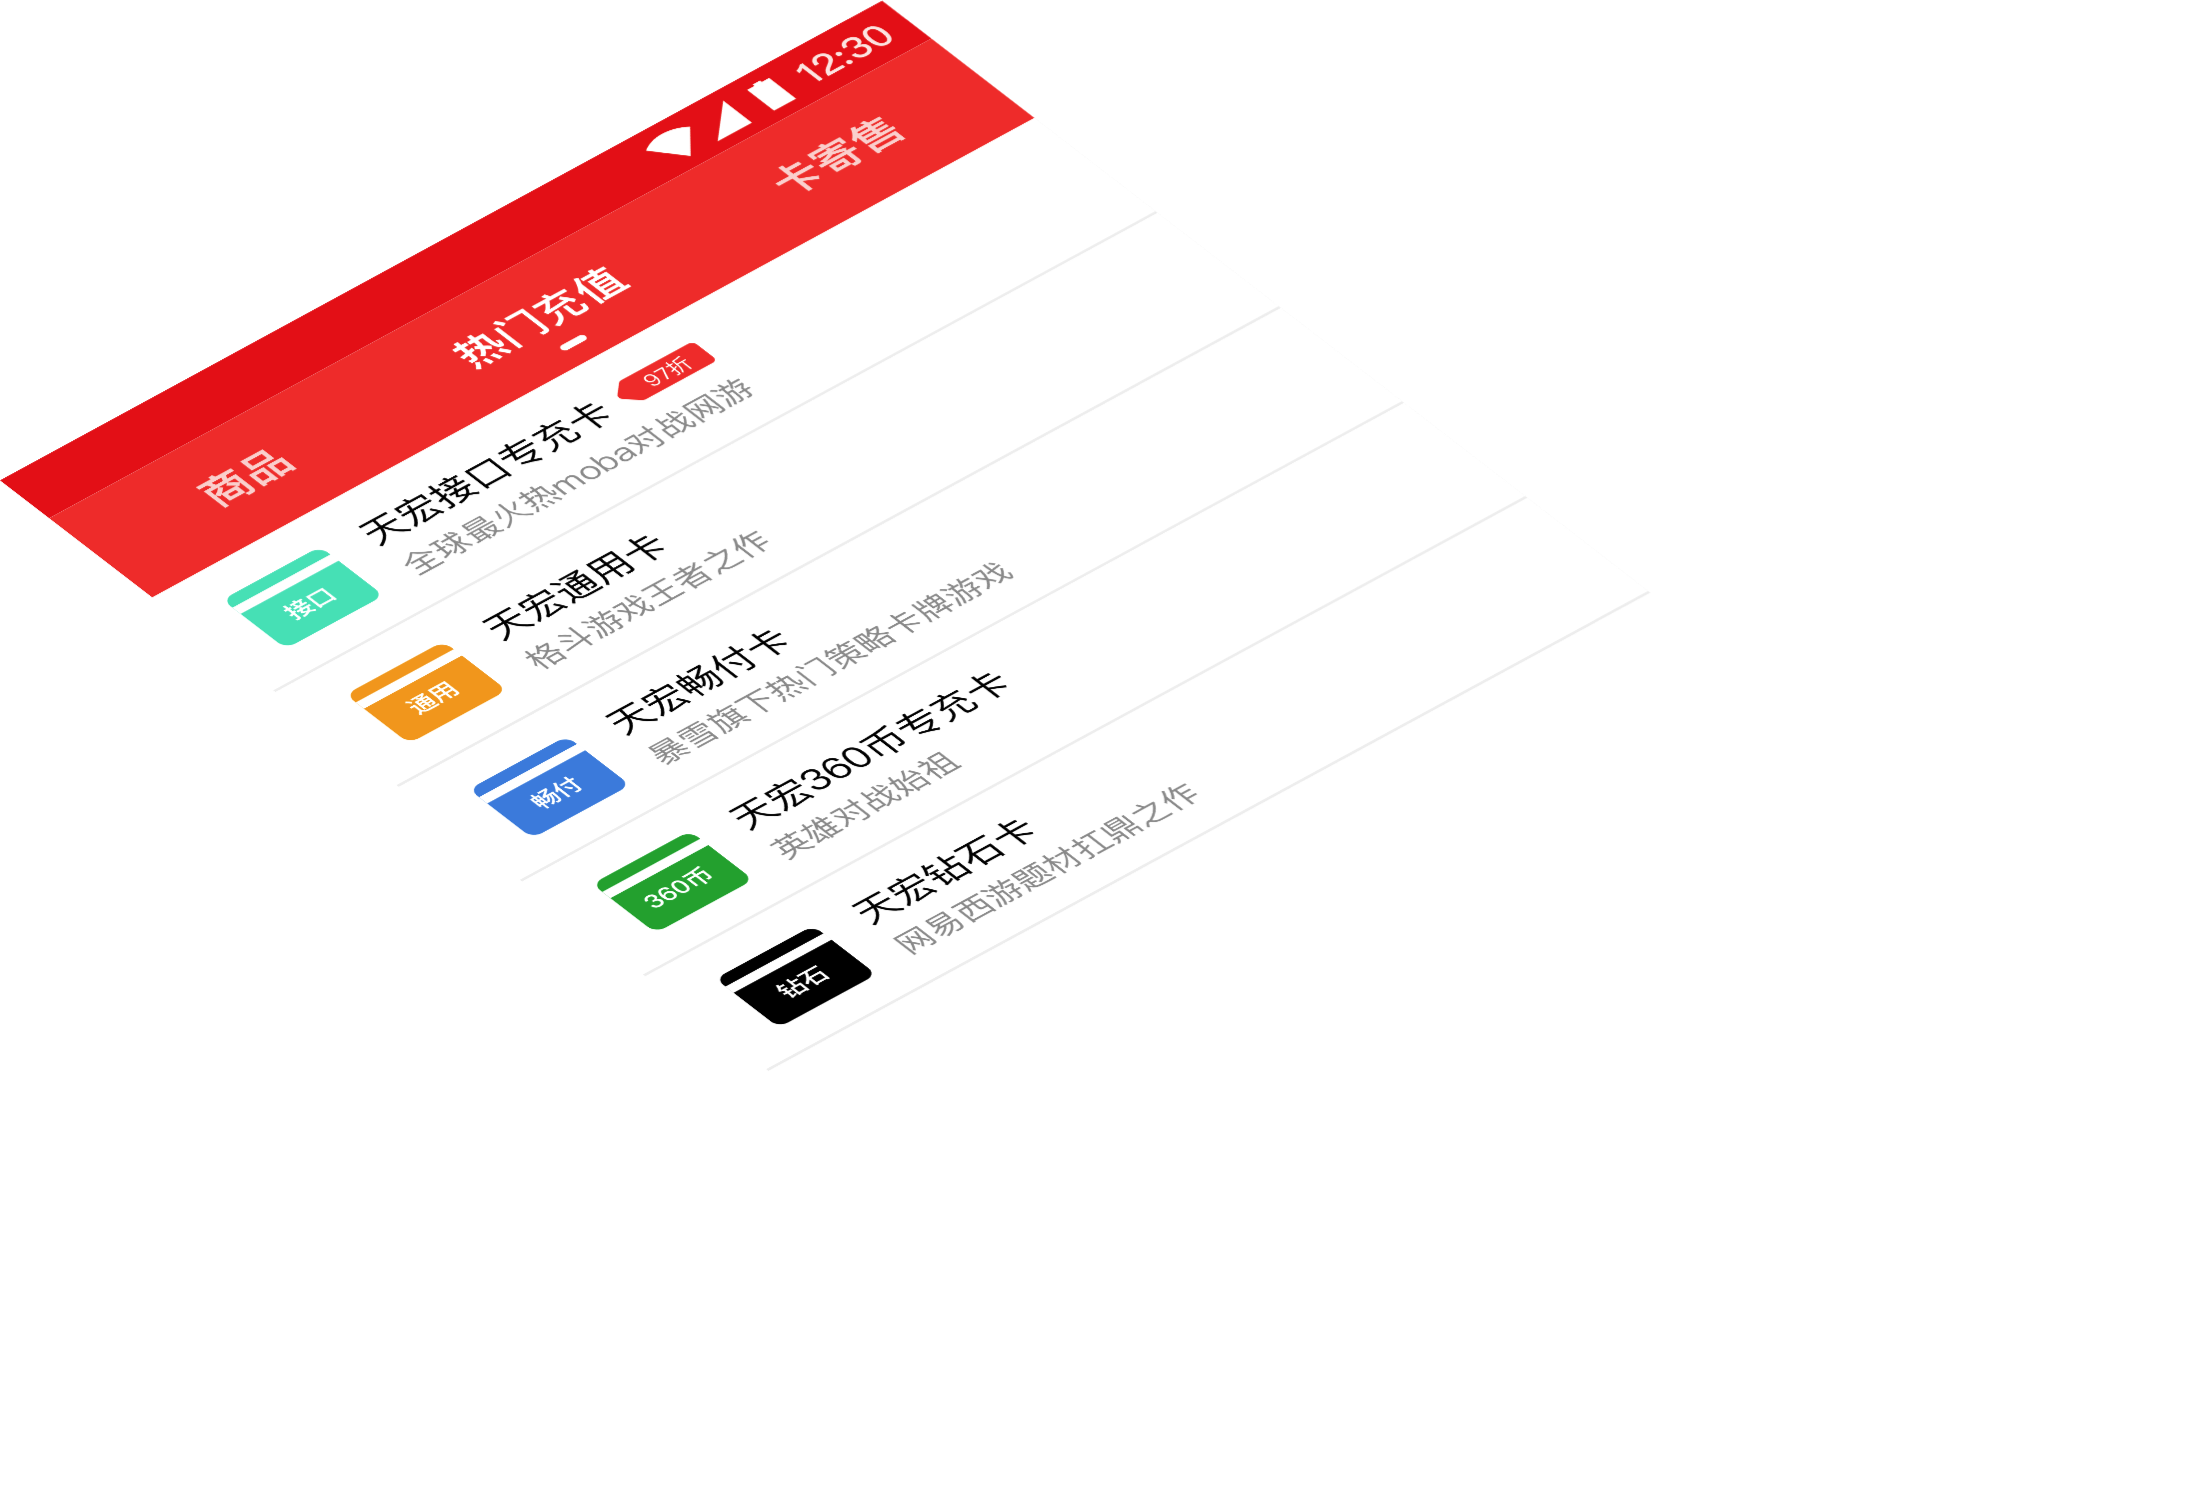 12:30
商品 热门充值 卡寄售
天宏接口专充卡 97折
全球最火热moba对战网游
接口
天宏通用卡
格斗游戏王者之作
通用
天宏畅付卡
暴雪旗下热门策略卡牌游戏
畅付
天宏360币专充卡
英雄对战始祖
360币
天宏钻石卡
网易西游题材扛鼎之作
钻石